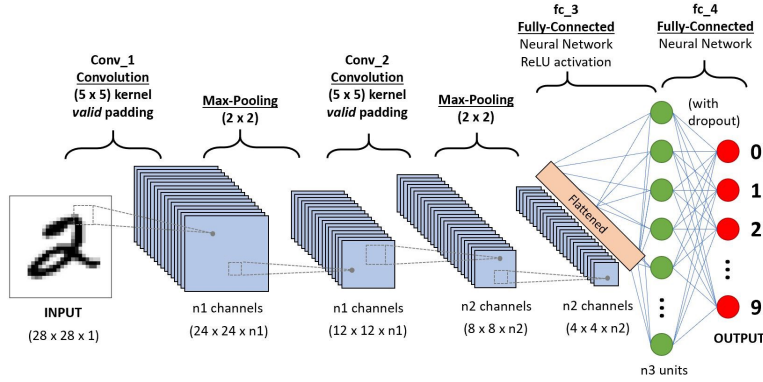 Conv_1
Convolution
(5 x 5) kernel
valid padding
Max-Pooling
(2 x 2)
Conv_2
Convolution
(5 x 5) kernel
valid padding
Max-Pooling
(2 x 2)
fc_3
Fully-Connected
Neural Network
ReLU activation
fc_4
Fully-Connected
Neural Network
(with
dropout)
2
Flattened
0
1
2
9
INPUT
(28 x 28 x 1)
n1 channels
(24 x 24 x n1)
n1 channels
(12 x 12 x n1)
n2 channels
(8 x 8 x n2)
n2 channels
(4 x 4 x n2)
n3 units
OUTPUT